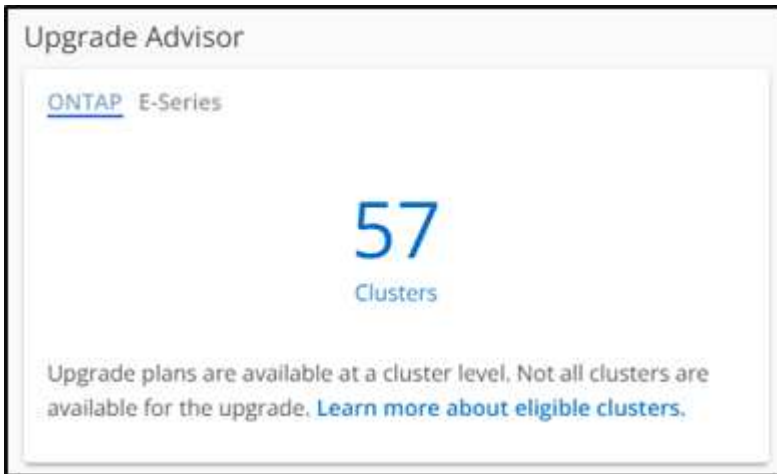 Upgrade Advisor
ONTAP E-Series
57
Clusters
Upgrade plans are available at a cluster level. Not all clusters are
available for the upgrade. Learn more about eligible clusters.